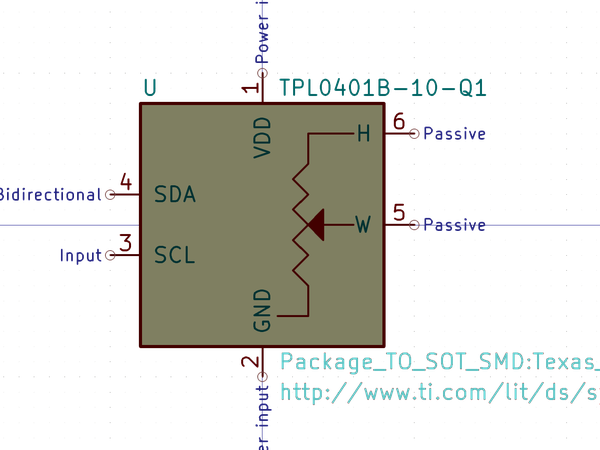 Power i
U
TPL0401B-10-Q1
1
VDD
H
6
Passive
Bidirectional
4
SDA
W
5
Passive
Input
3
SCL
GND
2
Package_TO_SOT_SMD:Texas_
http://www.ti.com/lit/ds/s
er input